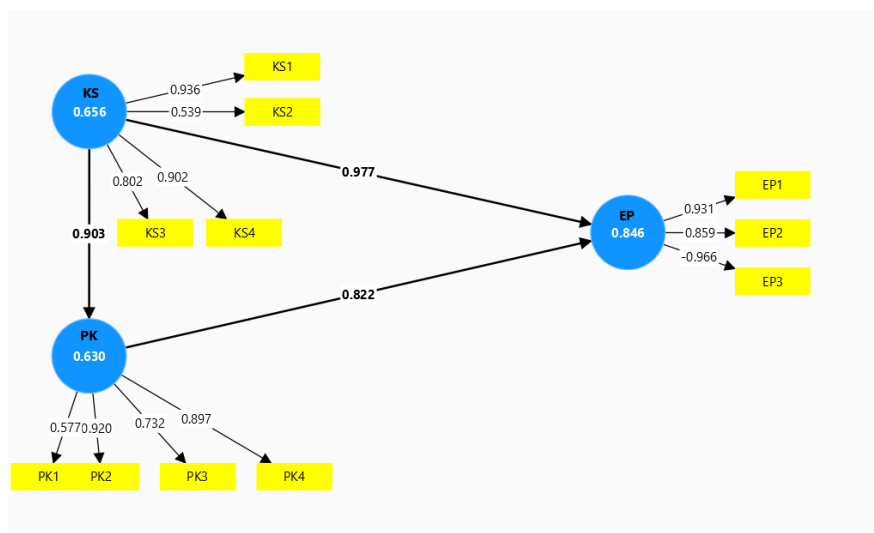 KS
0.656
0.936
0.539
0.802
0.902
KS1
KS2
KS3
KS4
0.977
0.903
0.822
EP
0.846
0.931
0.859
-0.966
EP1
EP2
EP3
PK
0.630
0.577
0.920
0.732
0.897
PK1
PK2
PK3
PK4